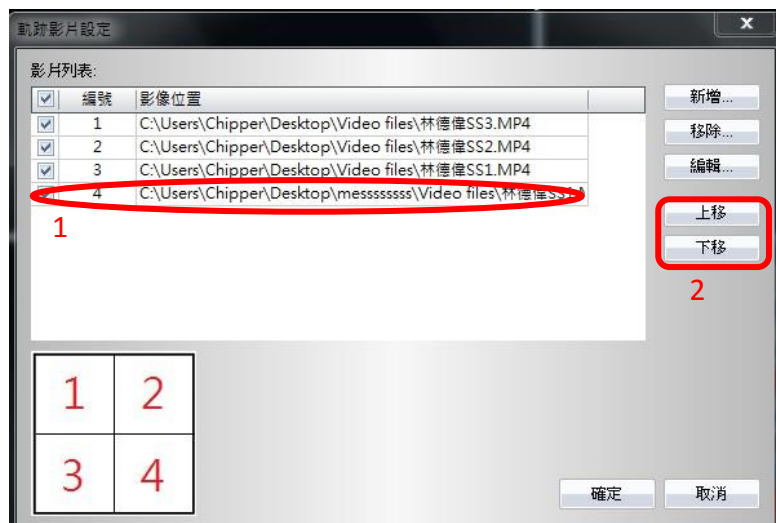 軌跡影片設定
x
影片列表:
編號 影像位置
1 C:\Users\Chipper\Desktop\Video files\林德偉SS3.MP4
2 C:\Users\Chipper\Desktop\Video files\林德偉SS2.MP4
3 C:\Users\Chipper\Desktop\Video files\林德偉SS1.MP4
4 C:\Users\Chipper\Desktop\messssssss\Video files\林德偉SS1.M
新增...
移除...
編輯...
上移
下移
1
2
1 2
3 4
確定 取消